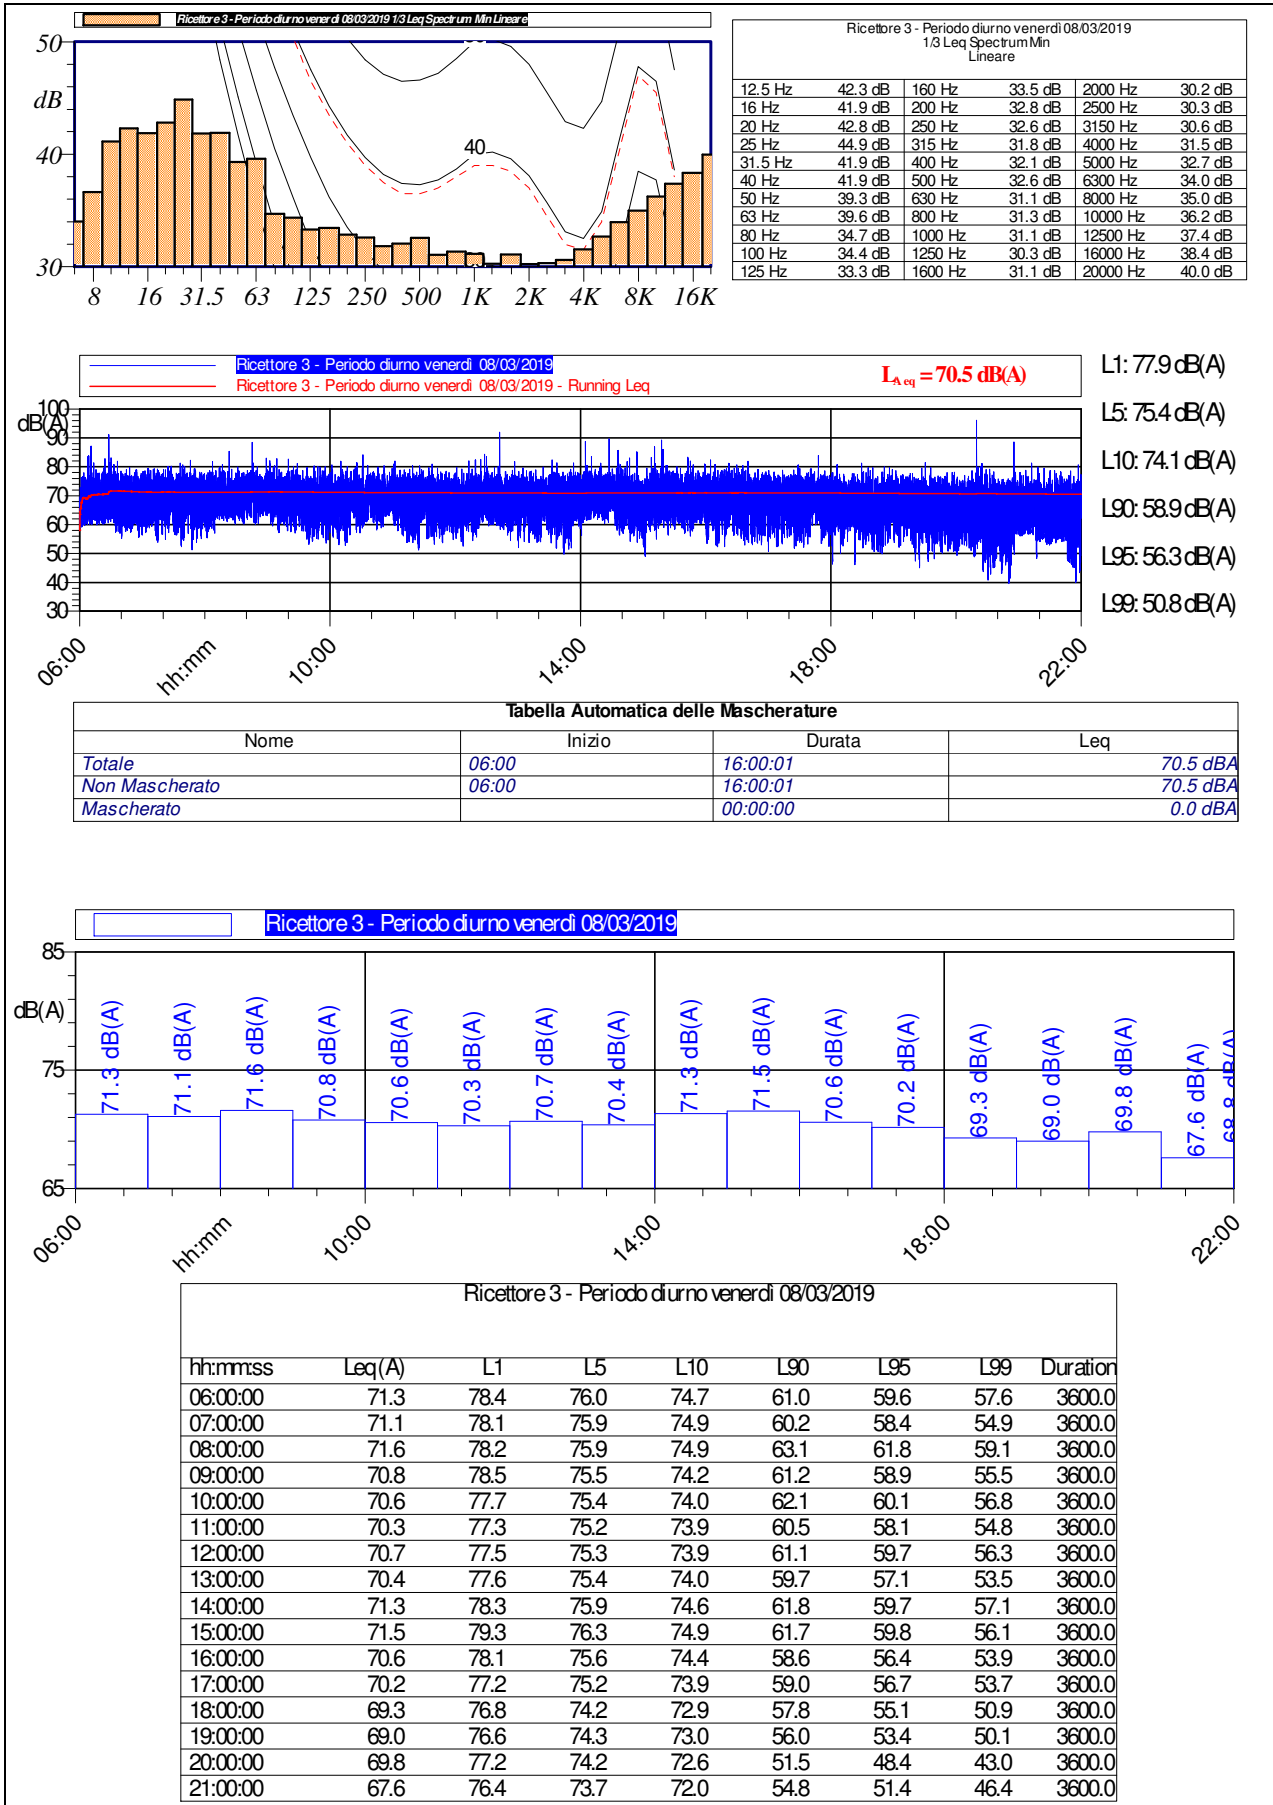 Ricettore 3 - Periodo diurno venerdì 08/03/2019 1/3 Leq Spectrum Min Lineare
50
dB
40
30
40
8 16 31.5 63 125 250 500 1K 2K 4K 8K 16K
Ricettore 3 - Periodo diurno venerdì 08/03/2019
1/3 Leq Spectrum Min
Lineare
12.5 Hz 42.3 dB 160 Hz 33.5 dB 2000 Hz 30.2 dB
16 Hz 41.9 dB 200 Hz 32.8 dB 2500 Hz 30.3 dB
20 Hz 42.8 dB 250 Hz 32.6 dB 3150 Hz 30.6 dB
25 Hz 44.9 dB 315 Hz 31.8 dB 4000 Hz 31.5 dB
31.5 Hz 41.9 dB 400 Hz 32.1 dB 5000 Hz 32.7 dB
40 Hz 41.9 dB 500 Hz 32.6 dB 6300 Hz 34.0 dB
50 Hz 39.3 dB 630 Hz 31.1 dB 8000 Hz 35.0 dB
63 Hz 39.6 dB 800 Hz 31.3 dB 10000 Hz 36.2 dB
80 Hz 34.7 dB 1000 Hz 31.1 dB 12500 Hz 37.4 dB
100 Hz 34.4 dB 1250 Hz 30.3 dB 16000 Hz 38.4 dB
125 Hz 33.3 dB 1600 Hz 31.1 dB 20000 Hz 40.0 dB
Ricettore 3 - Periodo diurno venerdì 08/03/2019
Ricettore 3 - Periodo diurno venerdì 08/03/2019 - Running Leq
LA eq = 70.5 dB(A)
L1: 77.9 dB(A)
L5: 75.4 dB(A)
L10: 74.1 dB(A)
L90: 58.9 dB(A)
L95: 56.3 dB(A)
L99: 50.8 dB(A)
100
dB(A)
90
80
70
60
50
40
30
06:00 hh:mm 10:00 14:00 18:00 22:00
Tabella Automatica delle Mascherature
Nome Inizio Durata Leq
Totale 06:00 16:00:01 70.5 dBA
Non Mascherato 06:00 16:00:01 70.5 dBA
Mascherato 00:00:00 0.0 dBA
Ricettore 3 - Periodo diurno venerdì 08/03/2019
85
dB(A)
75
65
71.3 dB(A)
71.1 dB(A)
71.6 dB(A)
70.8 dB(A)
70.6 dB(A)
70.3 dB(A)
70.7 dB(A)
70.4 dB(A)
71.3 dB(A)
71.5 dB(A)
70.6 dB(A)
70.2 dB(A)
69.3 dB(A)
69.0 dB(A)
69.8 dB(A)
67.6 dB(A)
68.8 dB(A)
06:00 hh:mm 10:00 14:00 18:00 22:00
Ricettore 3 - Periodo diurno venerdì 08/03/2019
hh:mm:ss Leq(A) L1 L5 L10 L90 L95 L99 Duration
06:00:00 71.3 78.4 76.0 74.7 61.0 59.6 57.6 3600.0
07:00:00 71.1 78.1 75.9 74.9 60.2 58.4 54.9 3600.0
08:00:00 71.6 78.2 75.9 74.9 63.1 61.8 59.1 3600.0
09:00:00 70.8 78.5 75.5 74.2 61.2 58.9 55.5 3600.0
10:00:00 70.6 77.7 75.4 74.0 62.1 60.1 56.8 3600.0
11:00:00 70.3 77.3 75.2 73.9 60.5 58.1 54.8 3600.0
12:00:00 70.7 77.5 75.3 73.9 61.1 59.7 56.3 3600.0
13:00:00 70.4 77.6 75.4 74.0 59.7 57.1 53.5 3600.0
14:00:00 71.3 78.3 75.9 74.6 61.8 59.7 57.1 3600.0
15:00:00 71.5 79.3 76.3 74.9 61.7 59.8 56.1 3600.0
16:00:00 70.6 78.1 75.6 74.4 58.6 56.4 53.9 3600.0
17:00:00 70.2 77.2 75.2 73.9 59.0 56.7 53.7 3600.0
18:00:00 69.3 76.8 74.2 72.9 57.8 55.1 50.9 3600.0
19:00:00 69.0 76.6 74.3 73.0 56.0 53.4 50.1 3600.0
20:00:00 69.8 77.2 74.2 72.6 51.5 48.4 43.0 3600.0
21:00:00 67.6 76.4 73.7 72.0 54.8 51.4 46.4 3600.0